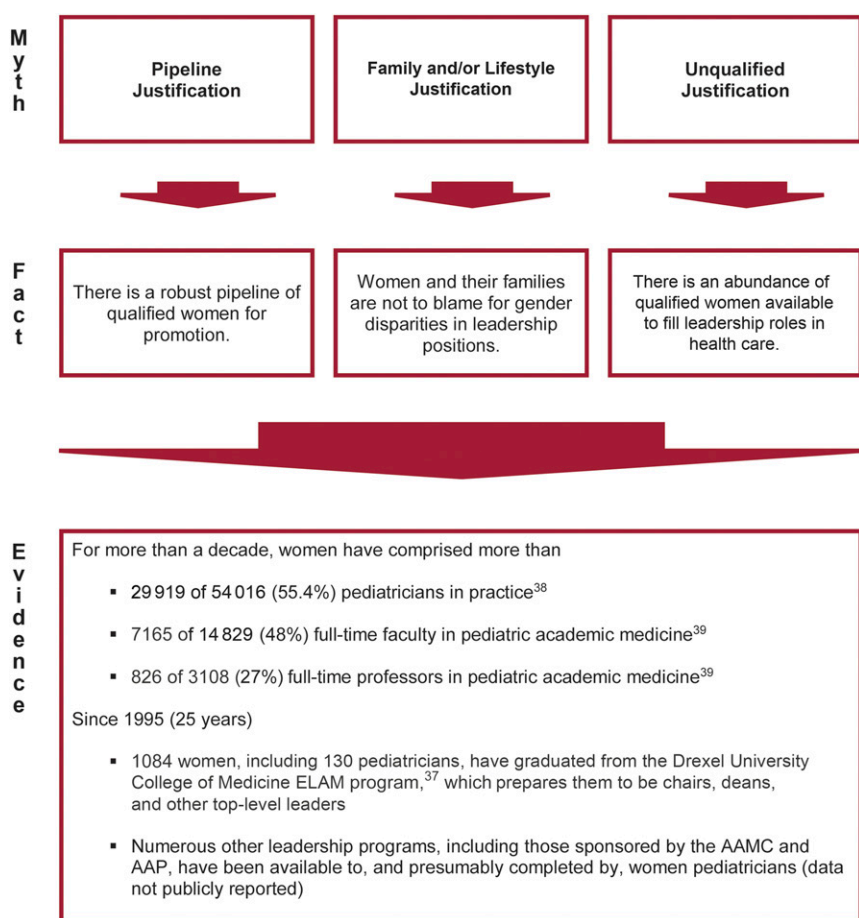 Myth
Pipeline
Justification
Family and/or Lifestyle
Justification
Unqualified
Justification
Fact
There is a robust pipeline of
qualified women for
promotion.
Women and their families
are not to blame for gender
disparities in leadership
positions.
There is an abundance of
qualified women available
to fill leadership roles in
health care.
Evidence
For more than a decade, women have comprised more than
▪ 29 919 of 54 016 (55.4%) pediatricians in practice³⁸
▪ 7165 of 14 829 (48%) full-time faculty in pediatric academic medicine³⁹
▪ 826 of 3108 (27%) full-time professors in pediatric academic medicine³⁹
Since 1995 (25 years)
▪ 1084 women, including 130 pediatricians, have graduated from the Drexel University
College of Medicine ELAM program,³⁷ which prepares them to be chairs, deans,
and other top-level leaders
▪ Numerous other leadership programs, including those sponsored by the AAMC and
AAP, have been available to, and presumably completed by, women pediatricians (data
not publicly reported)